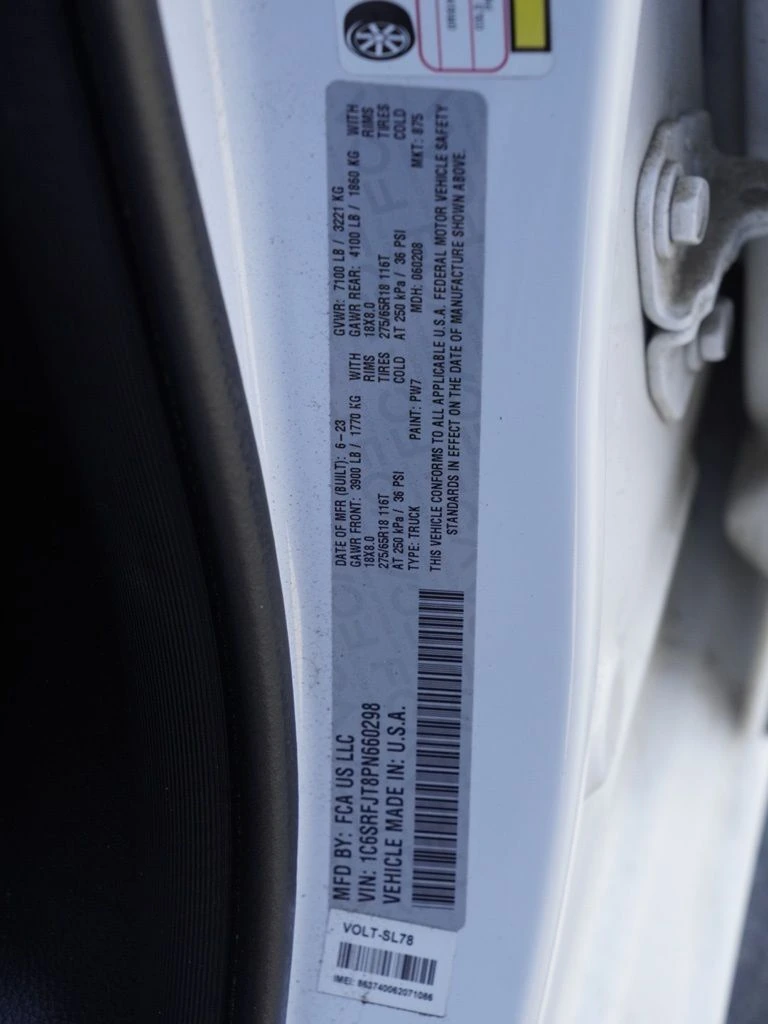 MFD BY: FCA US LLC
VIN: 1C6SRFJT8PN660298
VEHICLE MADE IN: U.S.A.
DATE OF MFR (BUILT): 6-23
GAWR FRONT: 3900 LB / 1770 KG WITH
18X8.0 RIMS
275/65R18 116T TIRES
AT 250 kPa / 36 PSI COLD
TYPE: TRUCK PAINT: PW7
GVWR: 7100 LB / 3221 KG
GAWR REAR: 4100 LB / 1860 KG WITH
18X8.0 RIMS
275/65R18 116T TIRES
AT 250 kPa / 36 PSI COLD
MDH: 060208 MKT: 875
THIS VEHICLE CONFORMS TO ALL APPLICABLE U.S.A. FEDERAL MOTOR VEHICLE SAFETY
STANDARDS IN EFFECT ON THE DATE OF MANUFACTURE SHOWN ABOVE.
VOLT-SL78
IMEI: 863740062071086